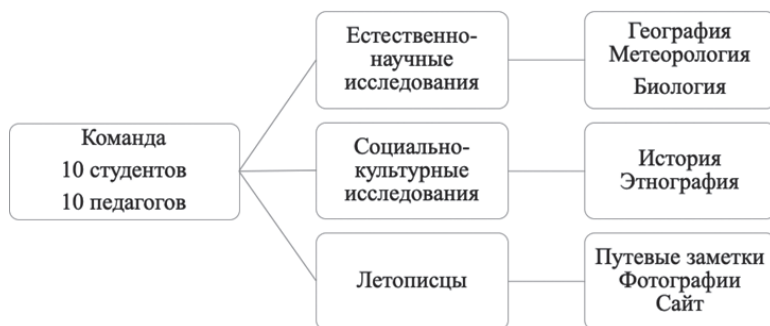 Команда
10 студентов
10 педагогов
Естественно-
научные
исследования
География
Метеорология
Биология
Социально-
культурные
исследования
История
Этнография
Летописцы
Путевые заметки
Фотографии
Сайт